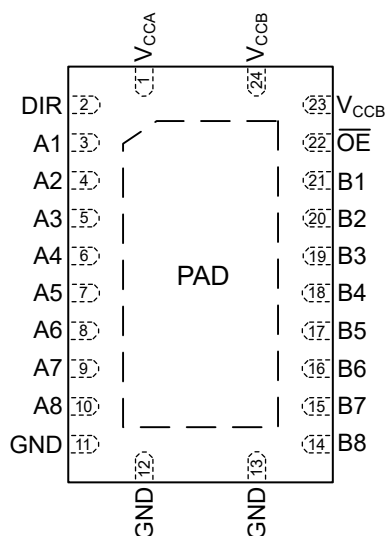 VCCA
VCCB
1
24
DIR 2
23 VCCB
A1 3
22 OE
A2 4
21 B1
A3 5
20 B2
A4 6
19 B3
A5 7
18 B4
A6 8
17 B5
A7 9
16 B6
A8 10
15 B7
GND 11
14 B8
PAD
12
13
GND
GND